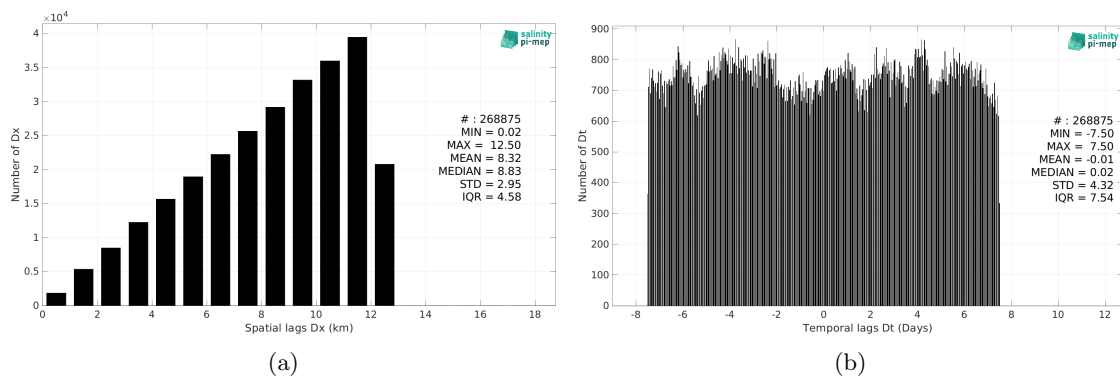 ×10⁴
4
3.5
3
2.5
2
1.5
1
0.5
0
0 2 4 6 8 10 12 14 16 18
Number of Dx
Spatial lags Dx (km)
salinity
pi-mep
# : 268875
MIN = 0.02
MAX = 12.50
MEAN = 8.32
MEDIAN = 8.83
STD = 2.95
IQR = 4.58
(a)
900
800
700
600
500
400
300
200
100
0
-8 -6 -4 -2 0 2 4 6 8 10 12
Number of Dt
Temporal lags Dt (Days)
salinity
pi-mep
# : 268875
MIN = -7.50
MAX = 7.50
MEAN = -0.01
MEDIAN = 0.02
STD = 4.32
IQR = 7.54
(b)